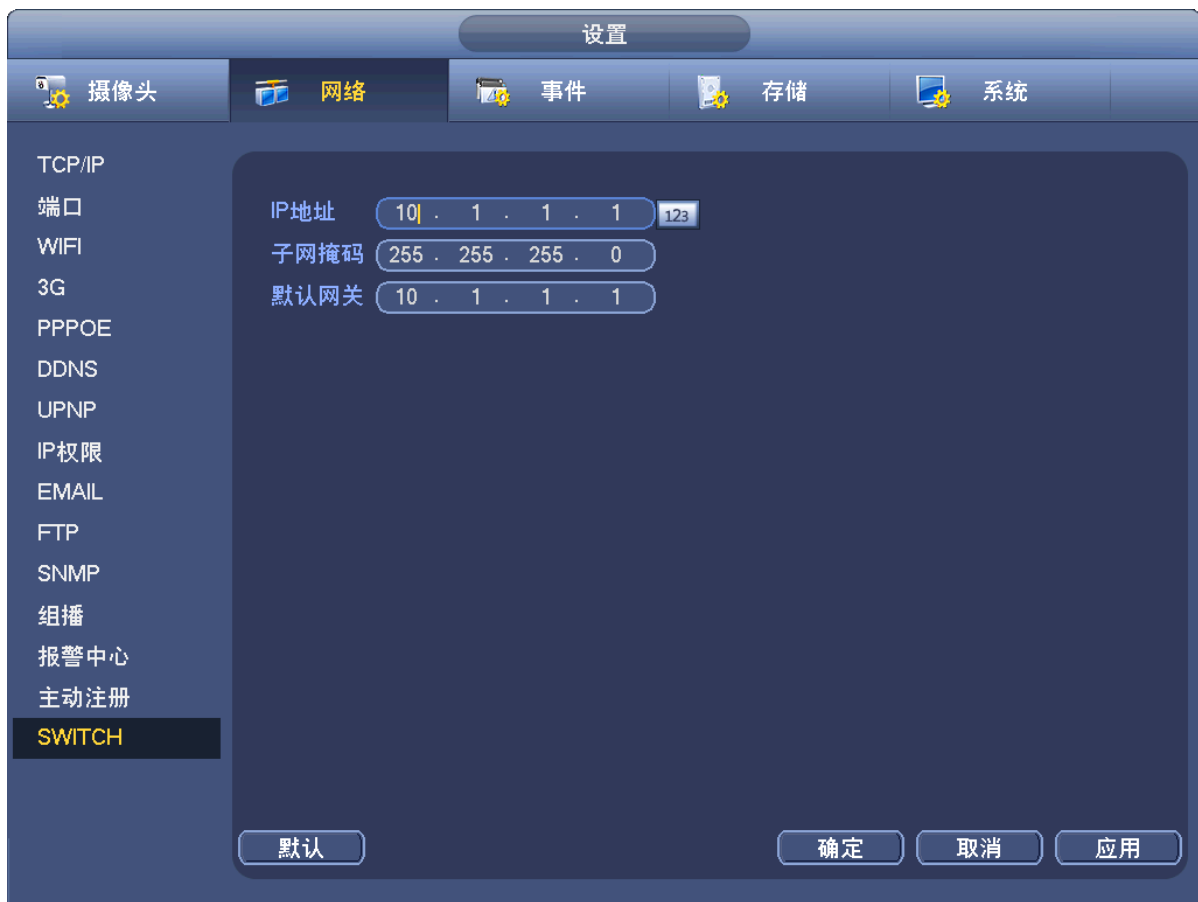 设置
摄像头 网络 事件 存储 系统
TCP/IP
端口
WIFI
3G
PPPOE
DDNS
UPNP
IP权限
EMAIL
FTP
SNMP
组播
报警中心
主动注册
SWITCH
IP地址 10 . 1 . 1 . 1 123
子网掩码 255 . 255 . 255 . 0
默认网关 10 . 1 . 1 . 1
默认 确定 取消 应用